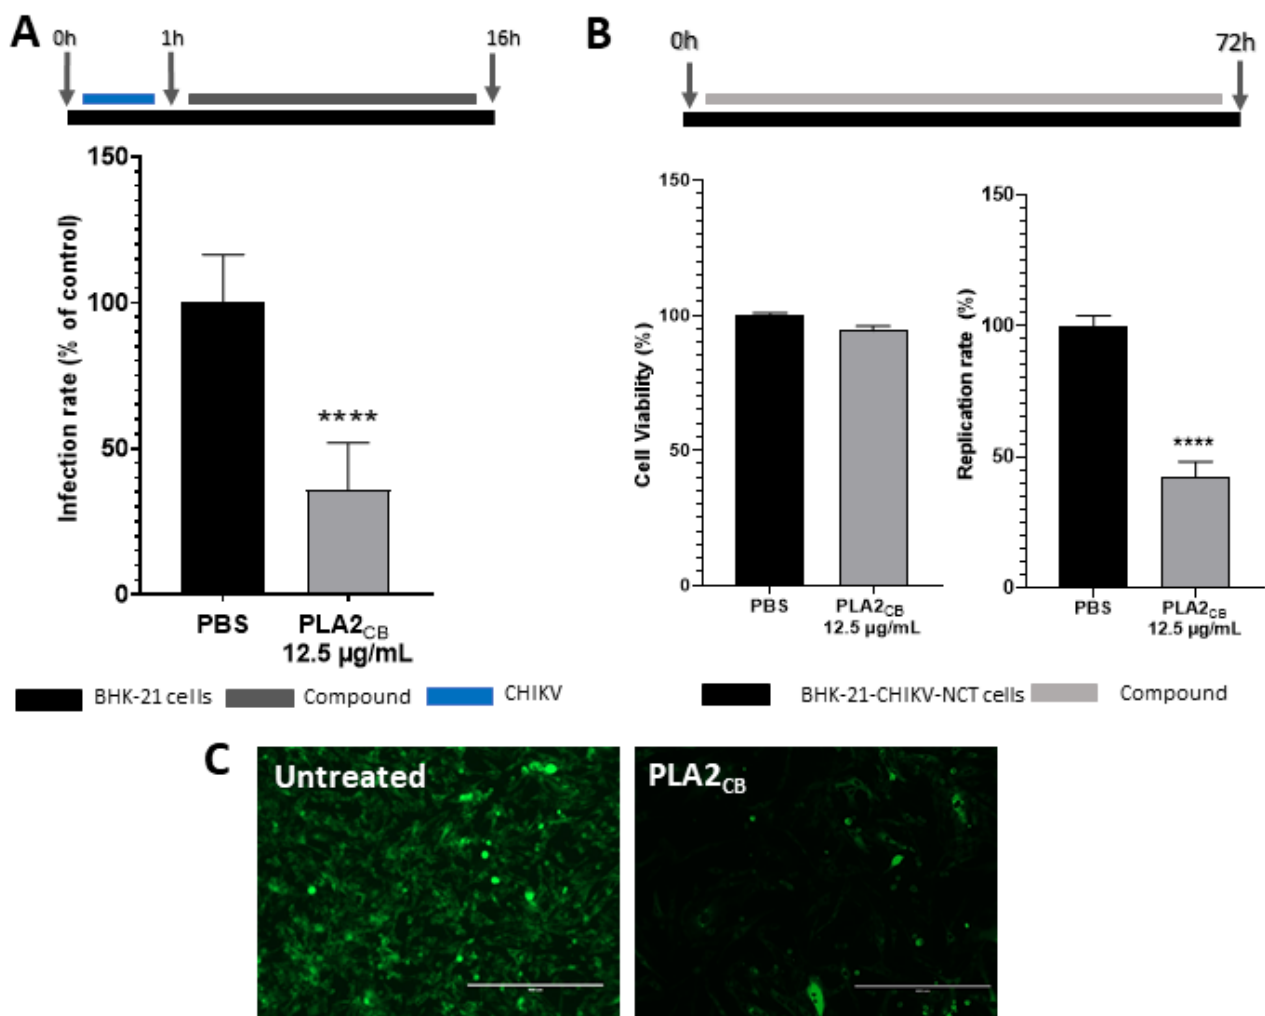 A
0h
1h
16h
Infection rate (% of control)
150
100
50
0
****
PBS
PLA2CB
12.5 µg/mL
BHK-21 cells
Compound
CHIKV
B
0h
72h
Cell Viability (%)
150
100
50
0
PBS
PLA2CB
12.5 µg/mL
Replication rate (%)
150
100
50
0
****
PBS
PLA2CB
12.5 µg/mL
BHK-21-CHIKV-NCT cells
Compound
C
Untreated
PLA2CB